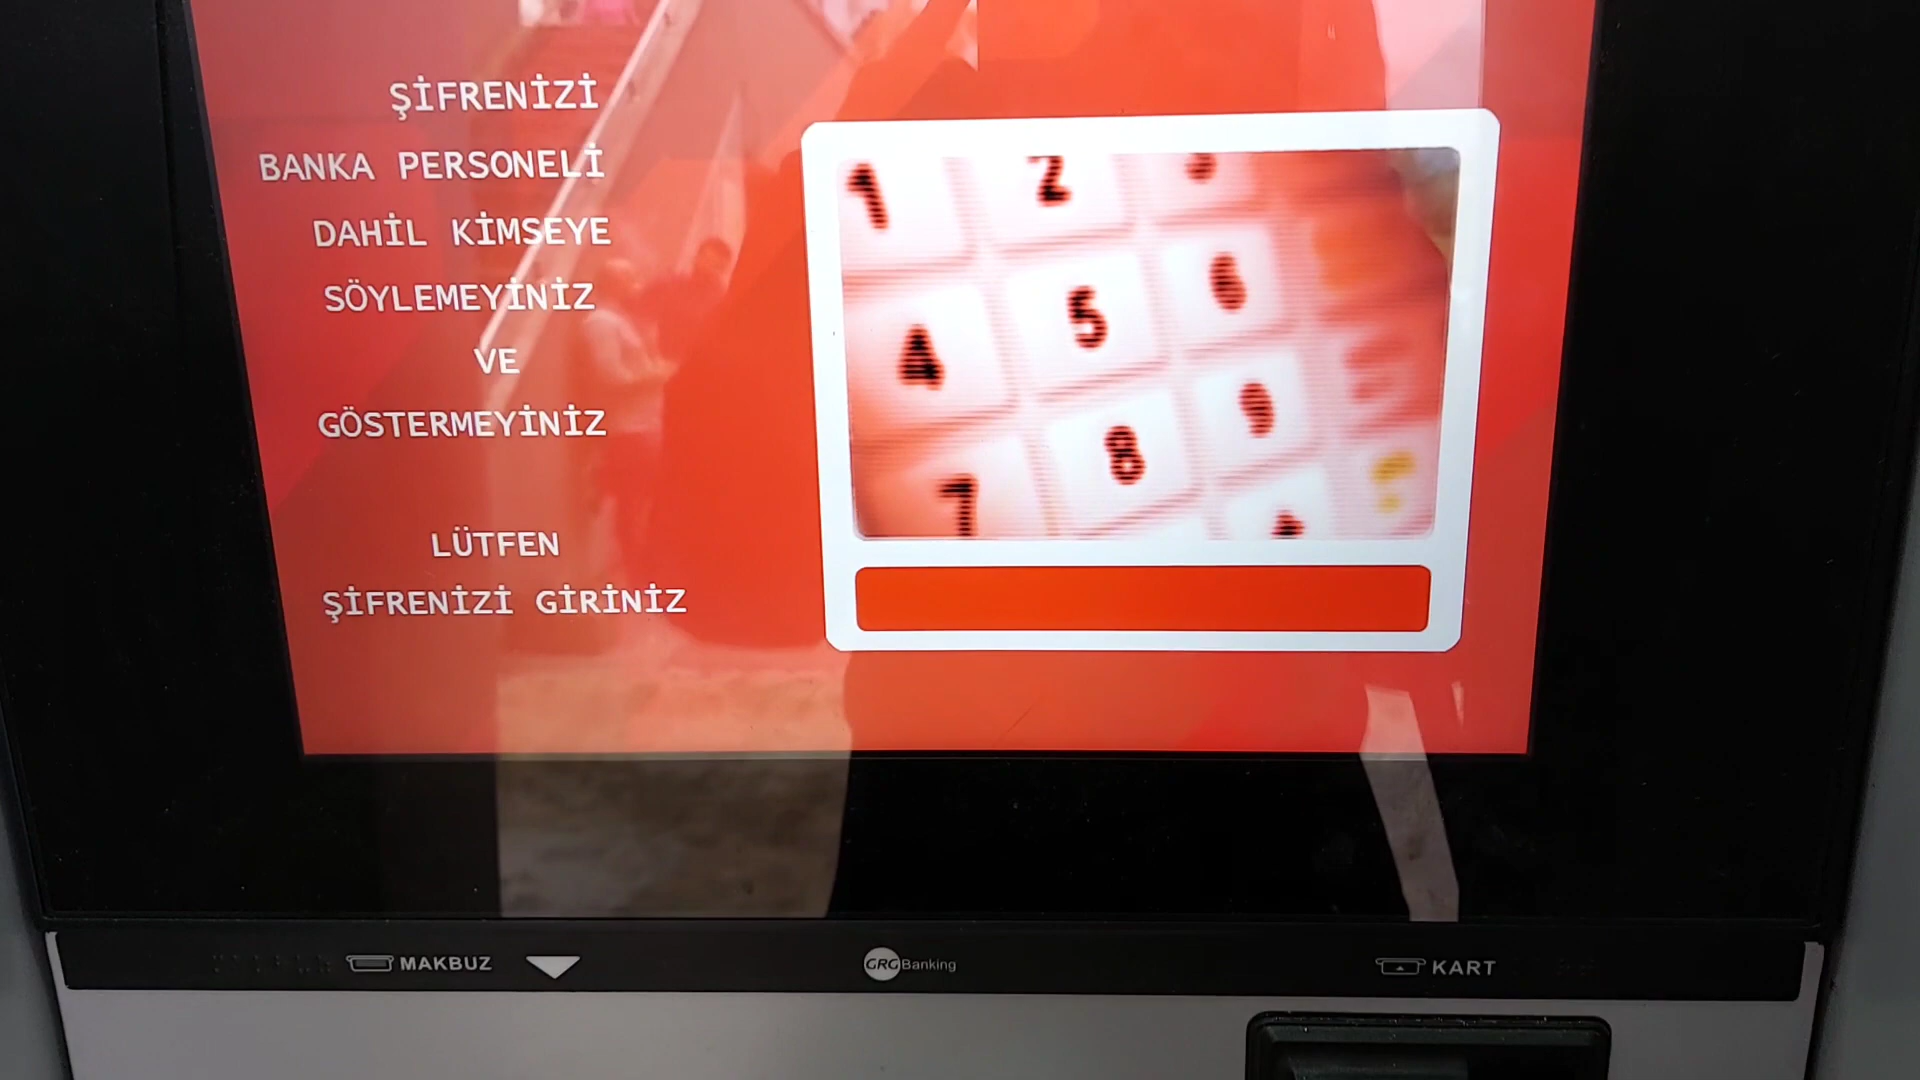 ŞİFRENİZİ
BANKA PERSONELİ
DAHİL KİMSEYE
SÖYLEMEYİNİZ
VE
GÖSTERMEYİNİZ
LÜTFEN
ŞİFRENİZİ GİRİNİZ
1 2
4 5 6
7 8 9
MAKBUZ
GRG Banking
KART